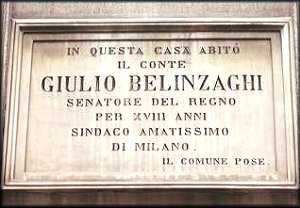 IN QUESTA CASA ABITÒ
IL CONTE
GIULIO BELINZAGHI
SENATORE DEL REGNO
PER XVIII ANNI
SINDACO AMATISSIMO
DI MILANO.
IL COMUNE POSE.